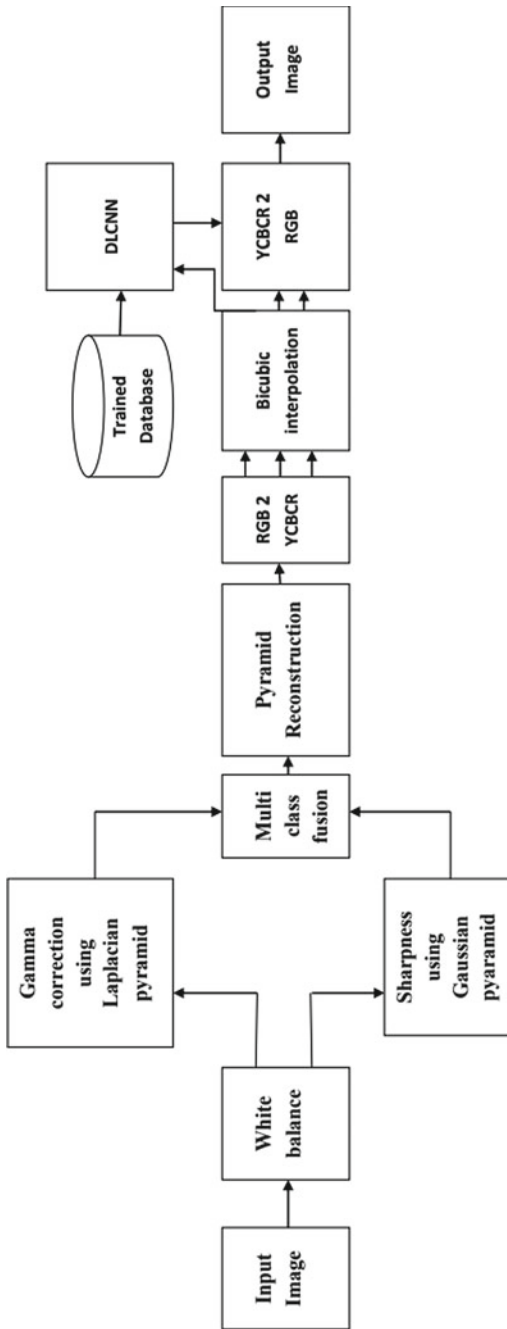 Input
Image
White
balance
Gamma
correction
using
Laplacian
pyramid
Sharpness
using
Gaussian
pyaramid
Multi
class
fusion
Pyramid
Reconstruction
RGB 2
YCBCR
Bicubic
interpolation
Trained
Database
DLCNN
YCBCR 2
RGB
Output
Image